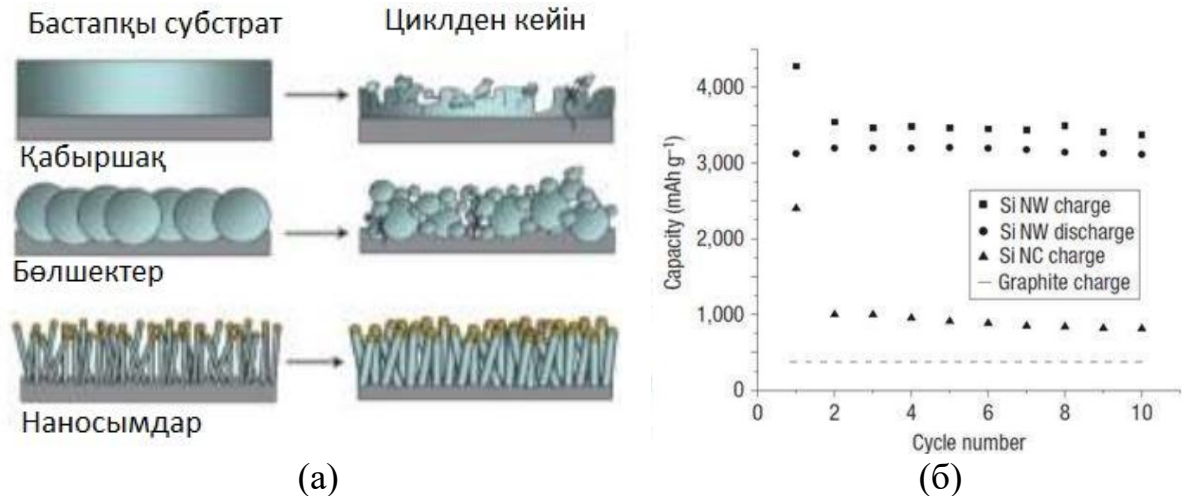 Бастапқы субстрат
Циклден кейін
Қабыршақ
Бөлшектер
Наносымдар
(а)
Capacity (mAh g⁻¹)
4,000
3,000
2,000
1,000
0
0 2 4 6 8 10
Cycle number
Si NW charge
Si NW discharge
Si NC charge
Graphite charge
(б)